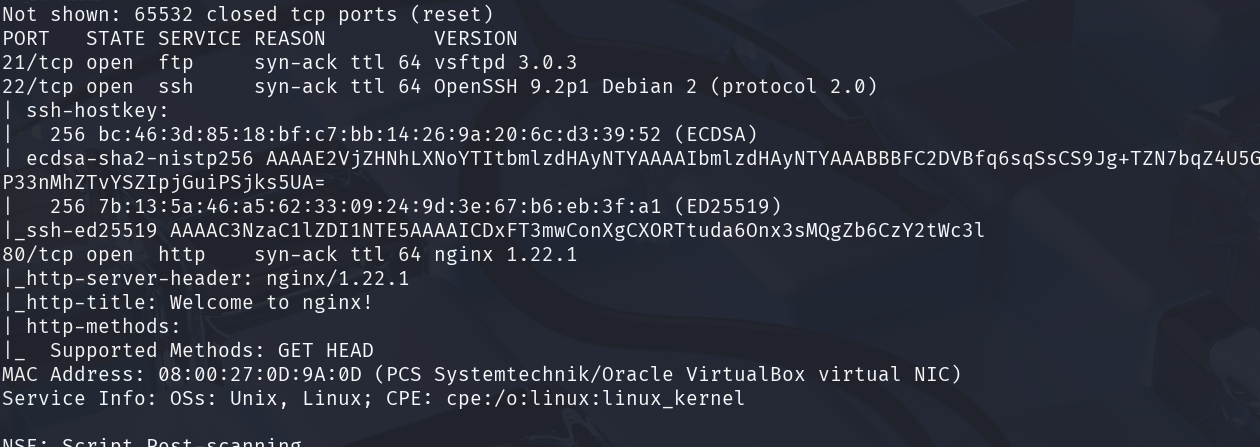 Not shown: 65532 closed tcp ports (reset)
PORT   STATE SERVICE REASON         VERSION
21/tcp open  ftp     syn-ack ttl 64 vsftpd 3.0.3
22/tcp open  ssh     syn-ack ttl 64 OpenSSH 9.2p1 Debian 2 (protocol 2.0)
| ssh-hostkey:
|   256 bc:46:3d:85:18:bf:c7:bb:14:26:9a:20:6c:d3:39:52 (ECDSA)
| ecdsa-sha2-nistp256 AAAAE2VjZHNhLXNoYTItbmlzdHAyNTYAAAAIbmlzdHAyNTYAAABBBFC2DVBfq6sqSsCS9Jg+TZN7bqZ4U5G
P33nMhZTvYSZIpjGuiPSjks5UA=
|   256 7b:13:5a:46:a5:62:33:09:24:9d:3e:67:b6:eb:3f:a1 (ED25519)
|_ssh-ed25519 AAAAC3NzaC1lZDI1NTE5AAAAICDxFT3mwConXgCXORTtuda6Onx3sMQgZb6CzY2tWc3l
80/tcp open  http    syn-ack ttl 64 nginx 1.22.1
|_http-server-header: nginx/1.22.1
|_http-title: Welcome to nginx!
| http-methods:
|_  Supported Methods: GET HEAD
MAC Address: 08:00:27:0D:9A:0D (PCS Systemtechnik/Oracle VirtualBox virtual NIC)
Service Info: OSs: Unix, Linux; CPE: cpe:/o:linux:linux_kernel
NSE: Script Post-scanning